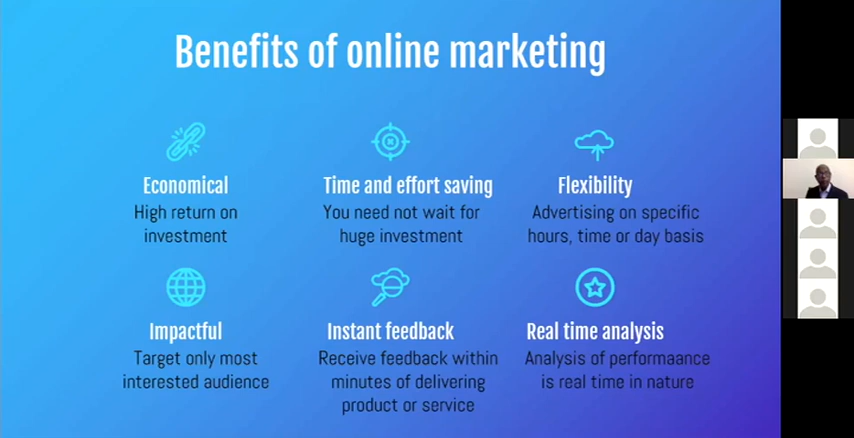 Benefits of online marketing
Economical
High return on
investment
Time and effort saving
You need not wait for
huge investment
Flexibility
Advertising on specific
hours, time or day basis
Impactful
Target only most
interested audience
Instant feedback
Receive feedback within
minutes of delivering
product or service
Real time analysis
Analysis of performaance
is real time in nature